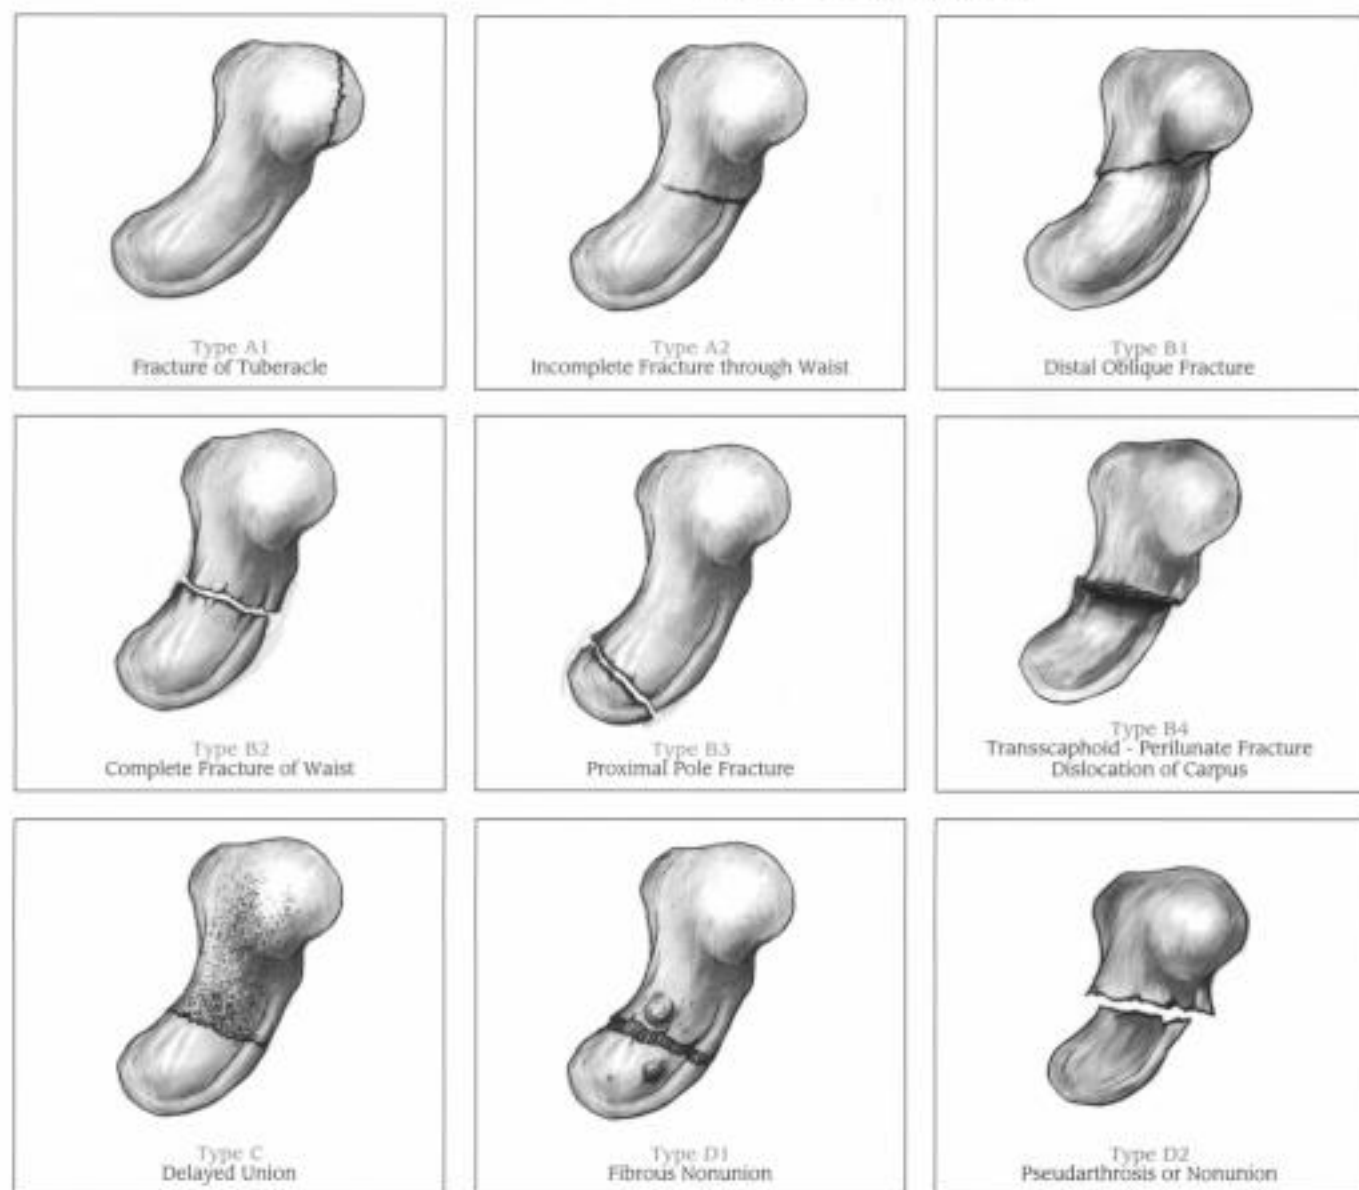 Type A1
Fracture of Tuberacle
Type A2
Incomplete Fracture through Waist
Type B1
Distal Oblique Fracture
Type B2
Complete Fracture of Waist
Type B3
Proximal Pole Fracture
Type B4
Transscaphoid - Perilunate Fracture
Dislocation of Carpus
Type C
Delayed Union
Type D1
Fibrous Nonunion
Type D2
Pseudarthrosis or Nonunion